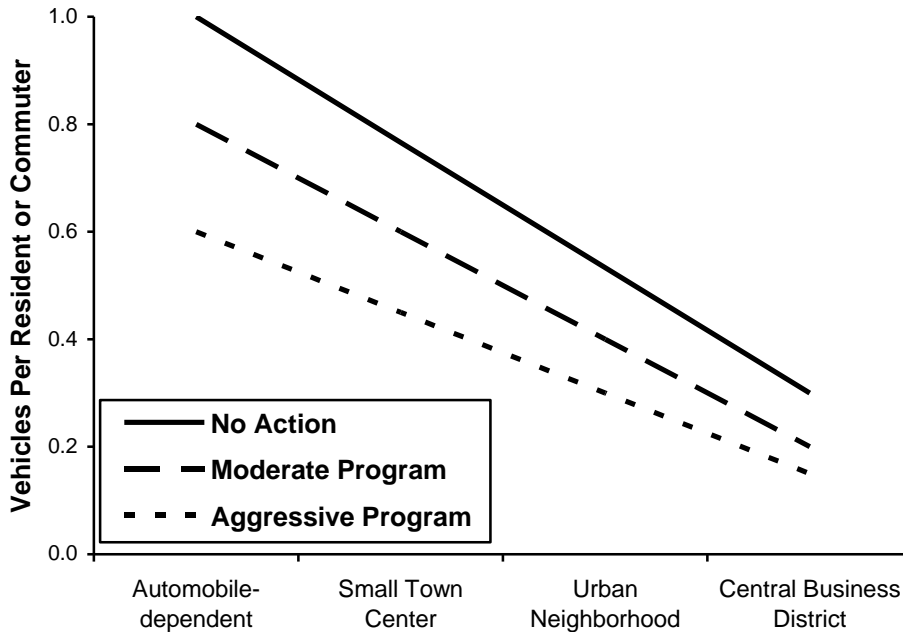 Vehicles Per Resident or Commuter
1.0
0.8
0.6
0.4
0.2
0.0
No Action
Moderate Program
Aggressive Program
Automobile-
dependent
Small Town
Center
Urban
Neighborhood
Central Business
District